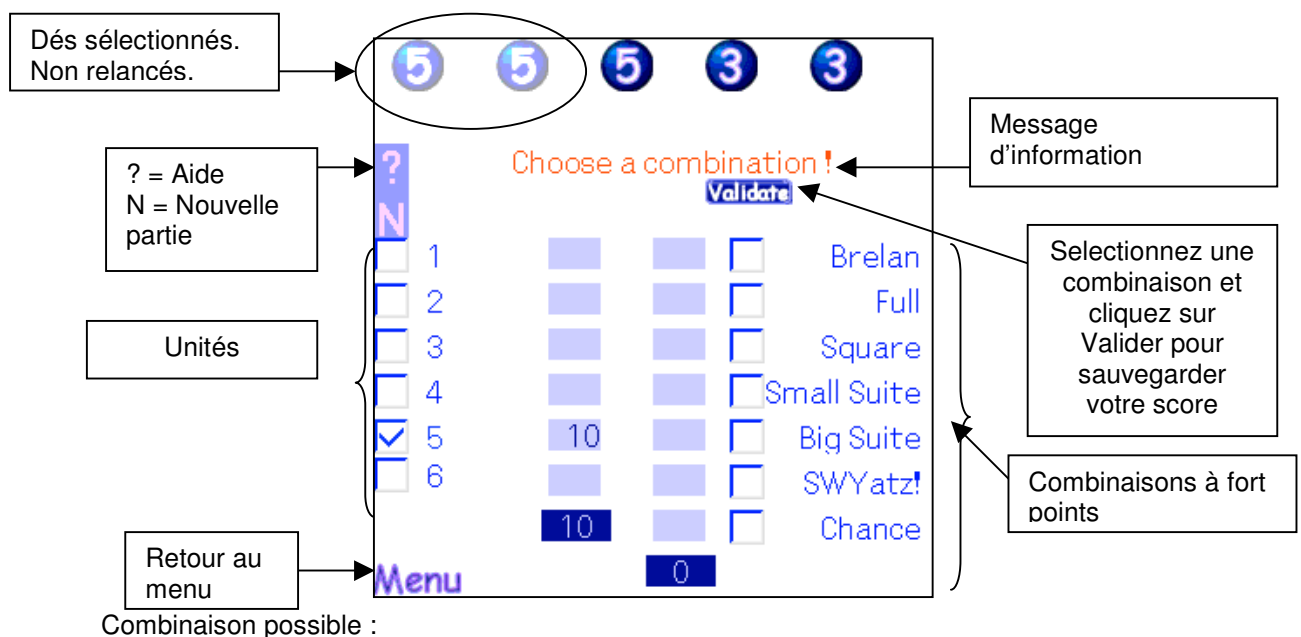 Dés sélectionnés.
Non relancés.
5 5 5 3 3
Message
d'information
? = Aide
N = Nouvelle
partie
?
N
Choose a combination !
Validate
Selectionnez une
combinaison et
cliquez sur
Valider pour
sauvegarder
votre score
Unités
1 Brelan
2 Full
3 Square
4 Small Suite
5 10 Big Suite
6 SWYatz!
10 Chance
0
Menu
Combinaisons à fort
points
Retour au
menu
Combinaison possible :